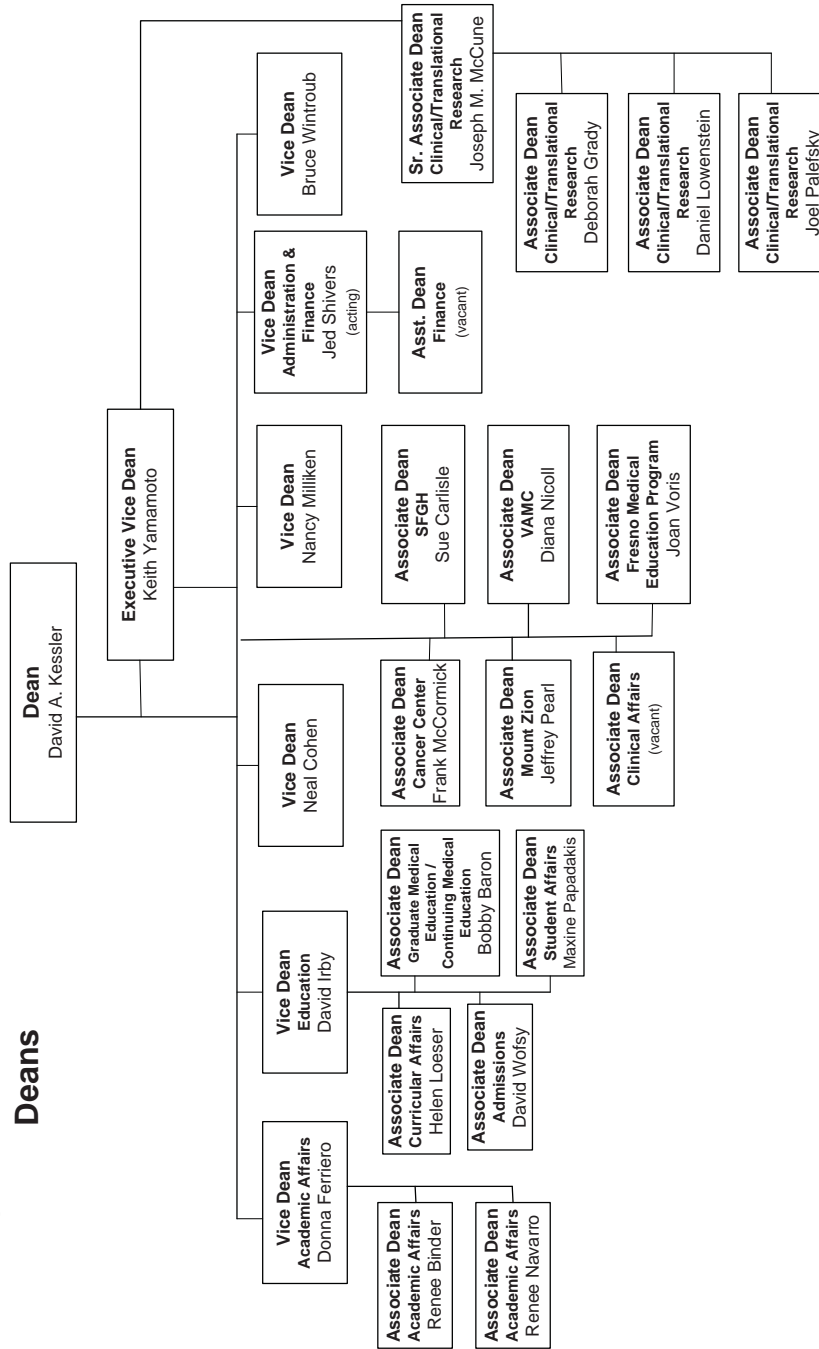 Deans
Dean
David A. Kessler
Executive Vice Dean
Keith Yamamoto
Vice Dean
Academic Affairs
Donna Ferriero
Vice Dean
Education
David Irby
Vice Dean
Neal Cohen
Vice Dean
Nancy Milliken
Vice Dean
Administration &
Finance
Jed Shivers
(acting)
Vice Dean
Bruce Wintroub
Sr. Associate Dean
Clinical/Translational
Research
Joseph M. McCune
Associate Dean
Academic Affairs
Renee Binder
Associate Dean
Academic Affairs
Renee Navarro
Associate Dean
Curricular Affairs
Helen Loeser
Associate Dean
Graduate Medical
Education /
Continuing Medical
Education
Bobby Baron
Associate Dean
Admissions
David Wofsy
Associate Dean
Student Affairs
Maxine Papadakis
Associate Dean
Cancer Center
Frank McCormick
Associate Dean
SFGH
Sue Carlisle
Associate Dean
Mount Zion
Jeffrey Pearl
Associate Dean
VAMC
Diana Nicoll
Associate Dean
Clinical Affairs
(vacant)
Associate Dean
Fresno Medical
Education Program
Joan Voris
Asst. Dean
Finance
(vacant)
Associate Dean
Clinical/Translational
Research
Deborah Grady
Associate Dean
Clinical/Translational
Research
Daniel Lowenstein
Associate Dean
Clinical/Translational
Research
Joel Palefsky